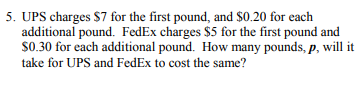 5. UPS charges $7 for the first pound, and $0.20 for each
additional pound. FedEx charges $5 for the first pound and
$0.30 for each additional pound. How many pounds, p, will it
take for UPS and FedEx to cost the same?